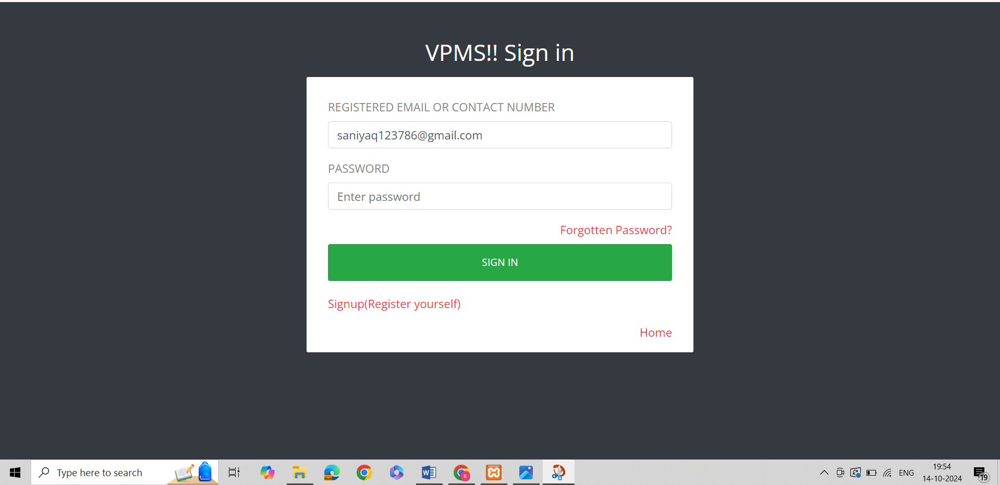 VPMS!! Sign in
REGISTERED EMAIL OR CONTACT NUMBER
saniyaq123786@gmail.com
PASSWORD
Enter password
Forgotten Password?
SIGN IN
Signup(Register yourself)
Home
Type here to search
ENG
19:54
14-10-2024
19